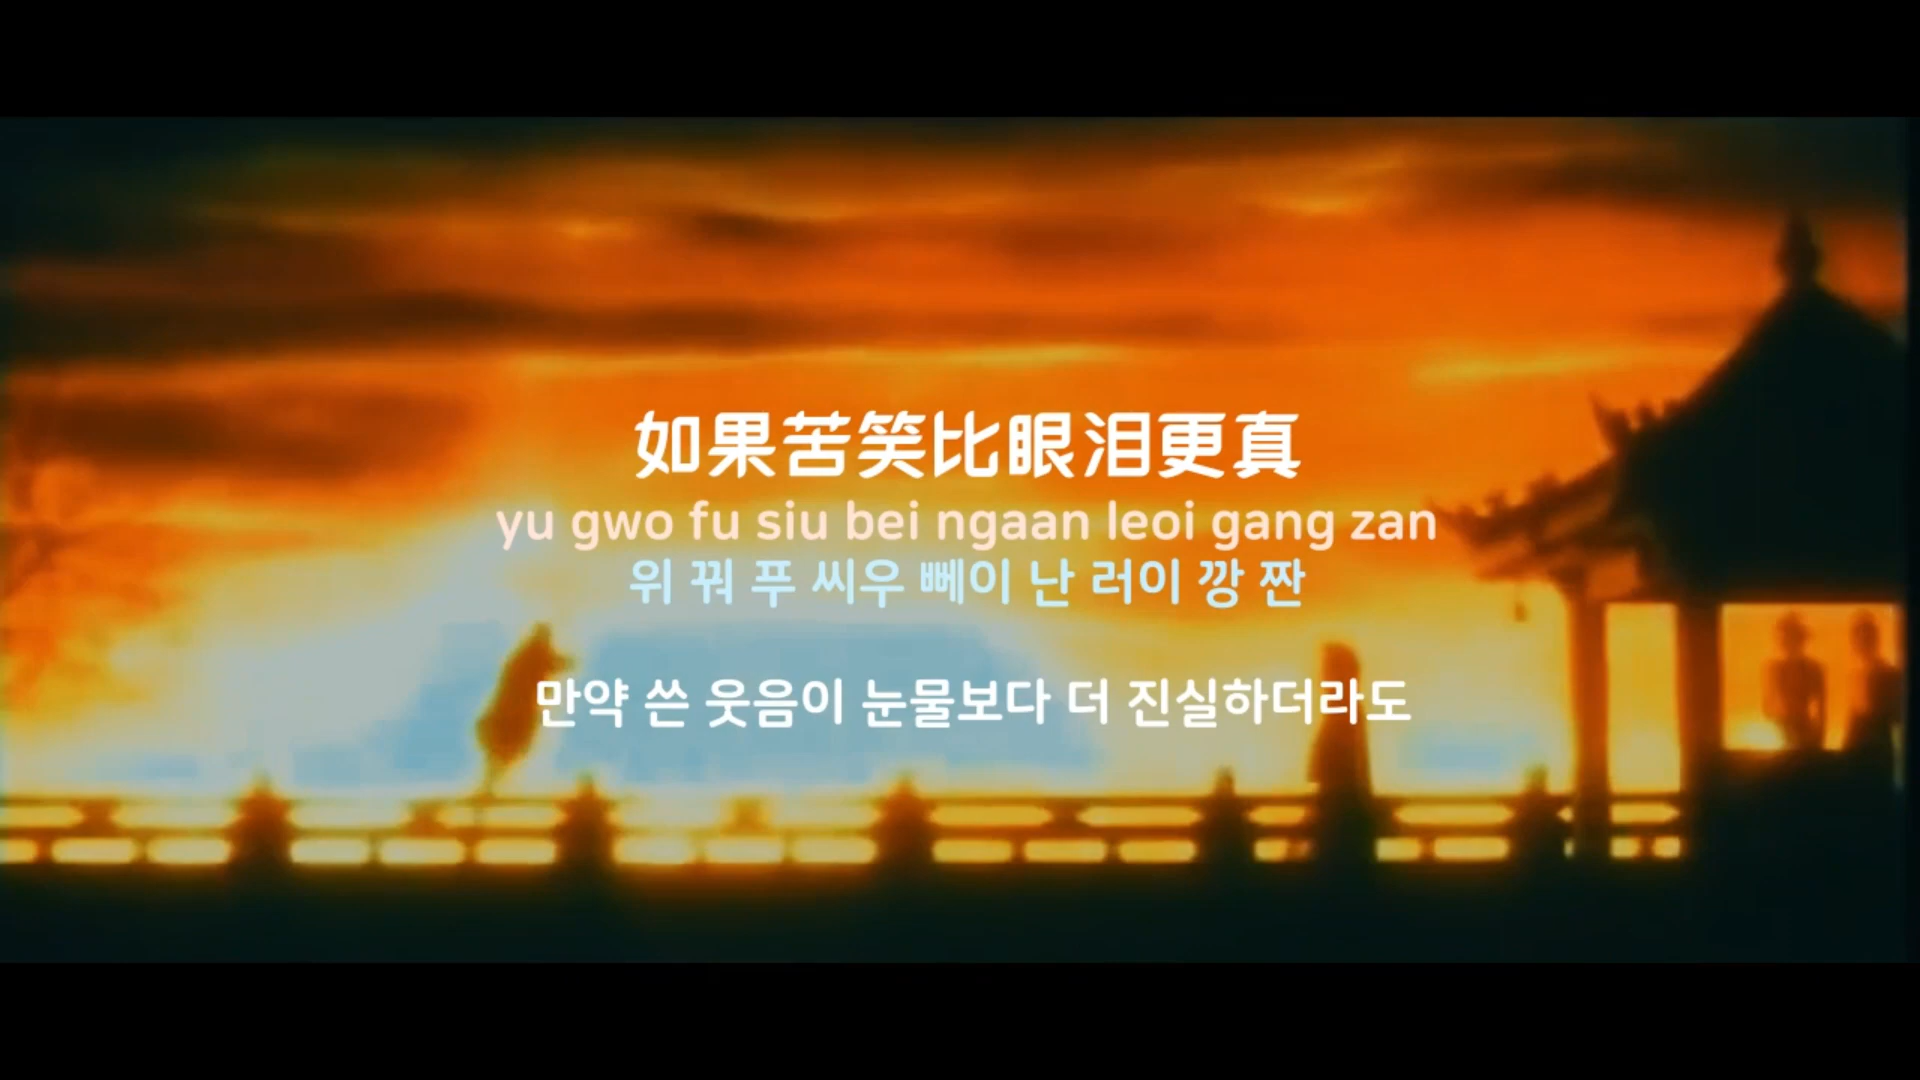 如果苦笑比眼泪更真
yu gwo fu siu bei ngaan leoi gang zan
위 꿔 푸 씨우 뻬이 난 러이 깡 짠
만약 쓴 웃음이 눈물보다 더 진실하더라도